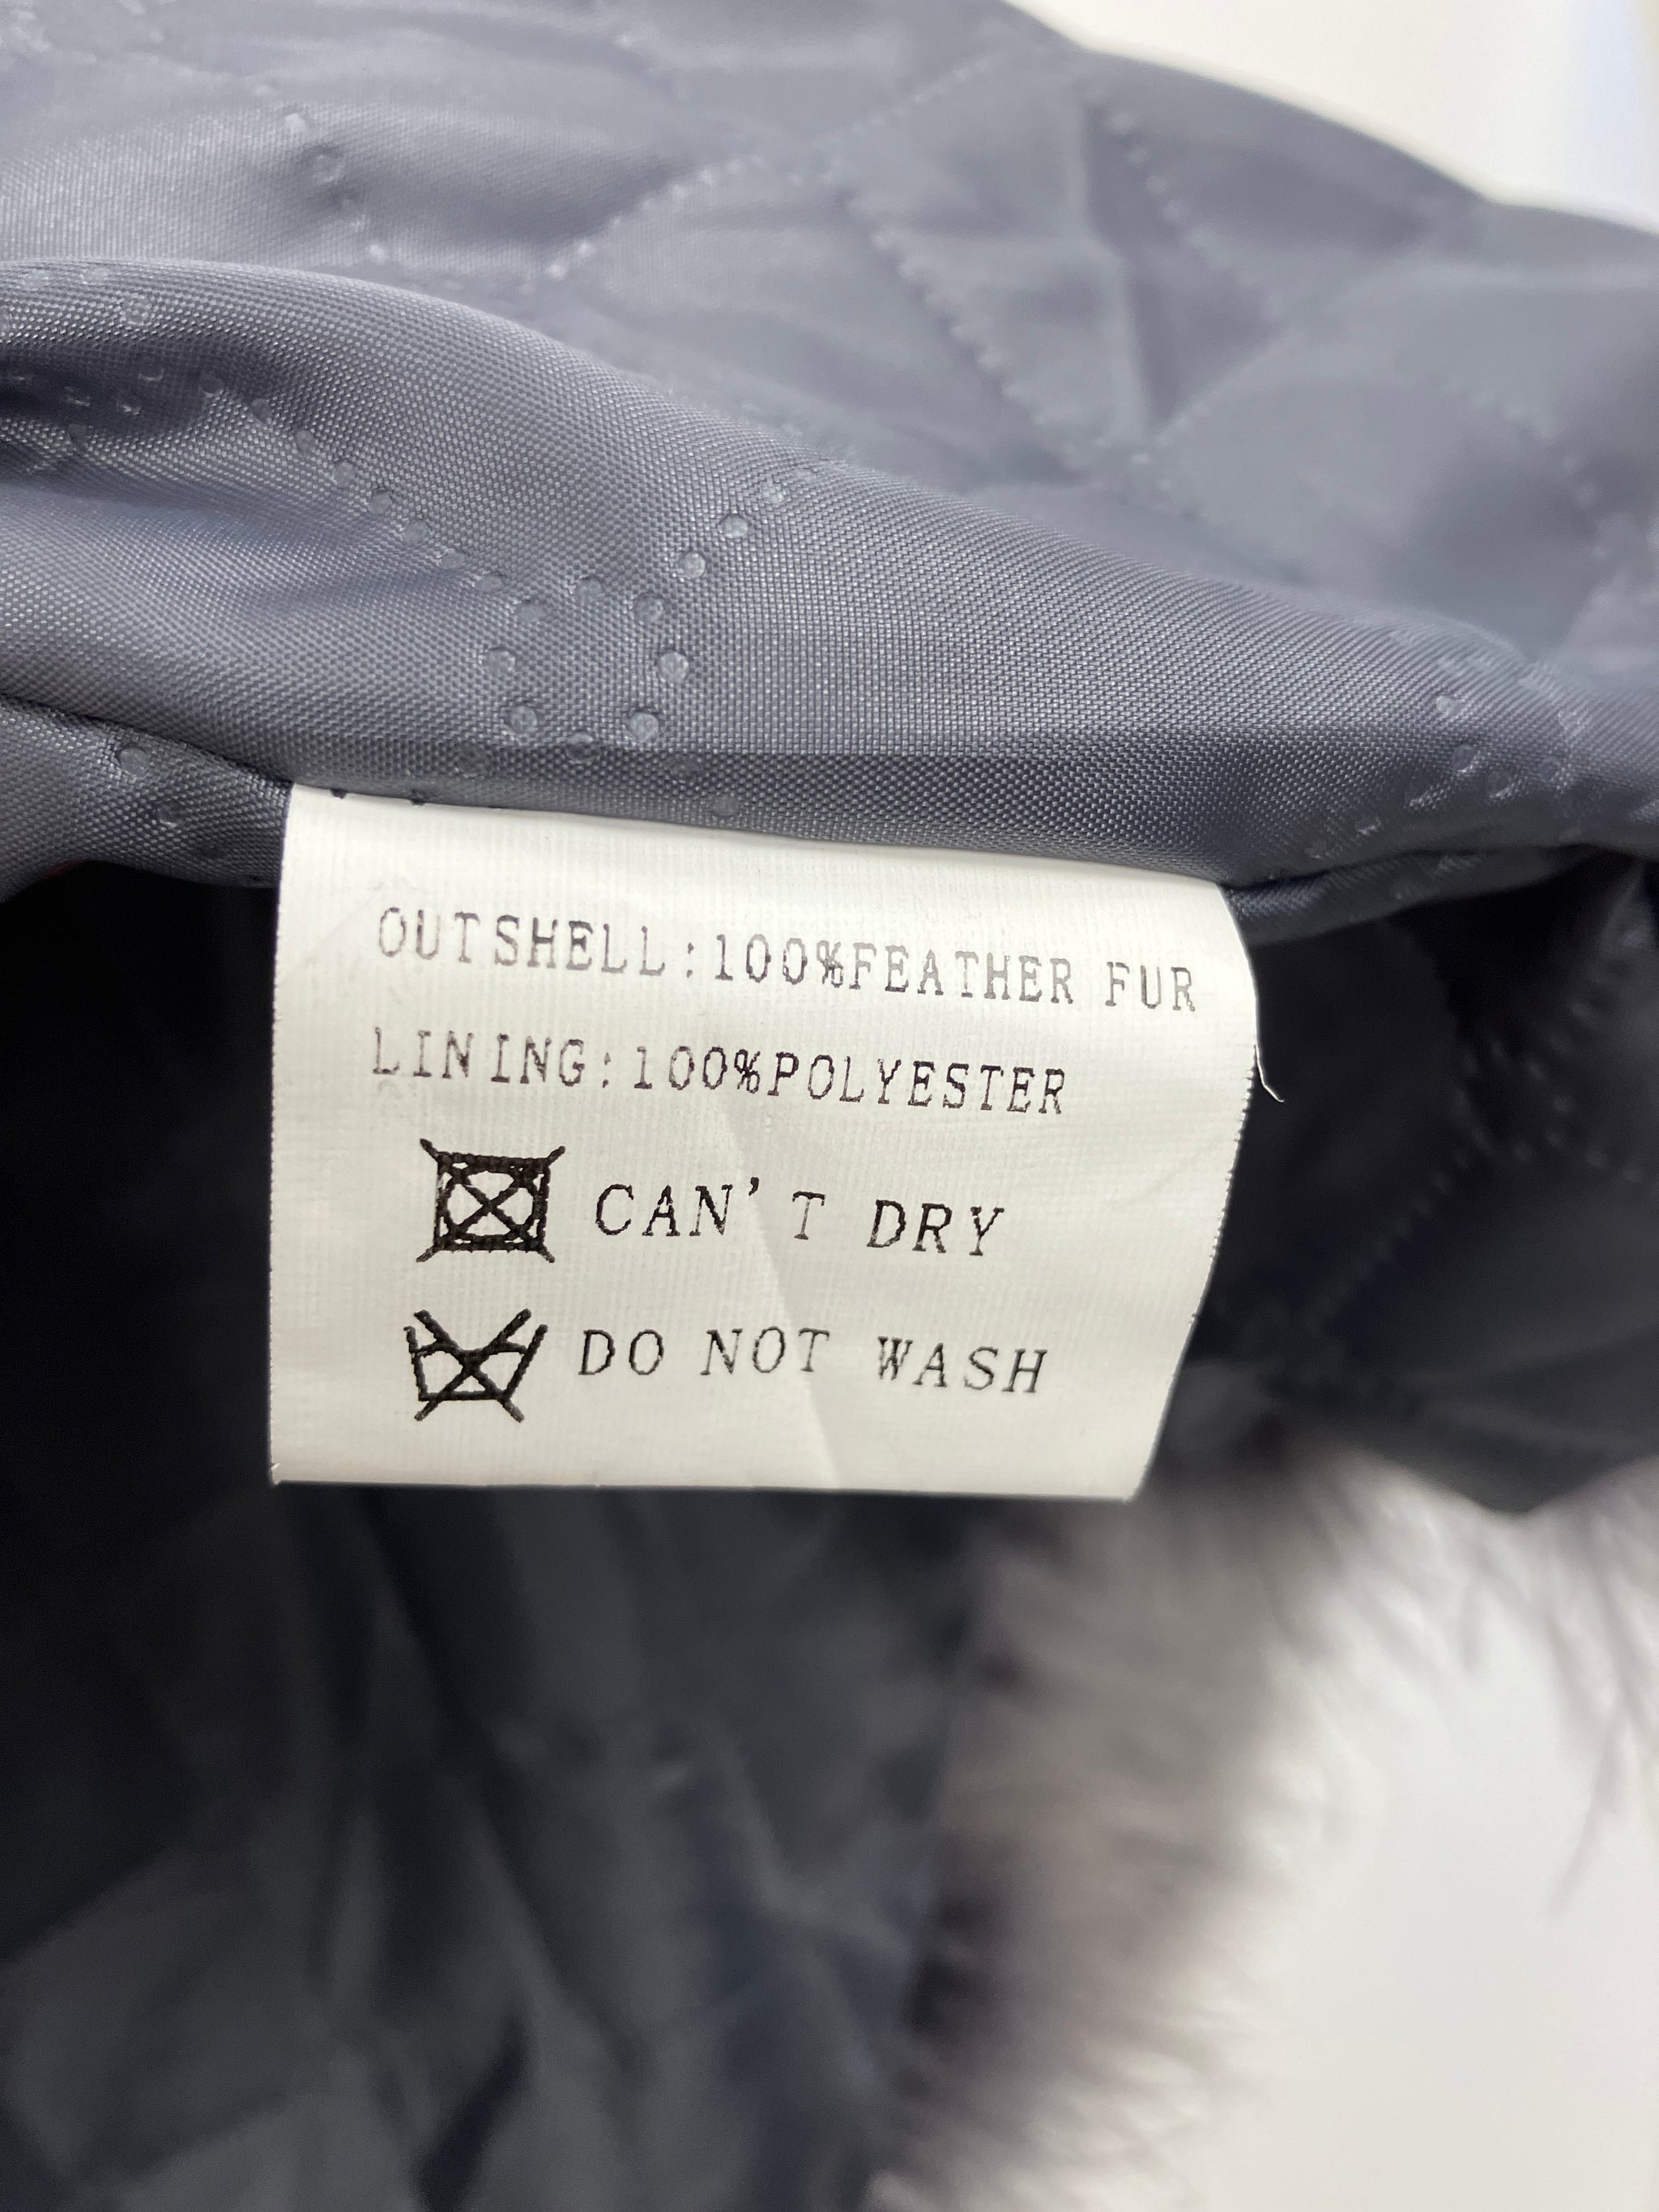 OUTSHELL:100%FEATHER FUR
LINING:100%POLYESTER
CAN'T DRY
DO NOT WASH